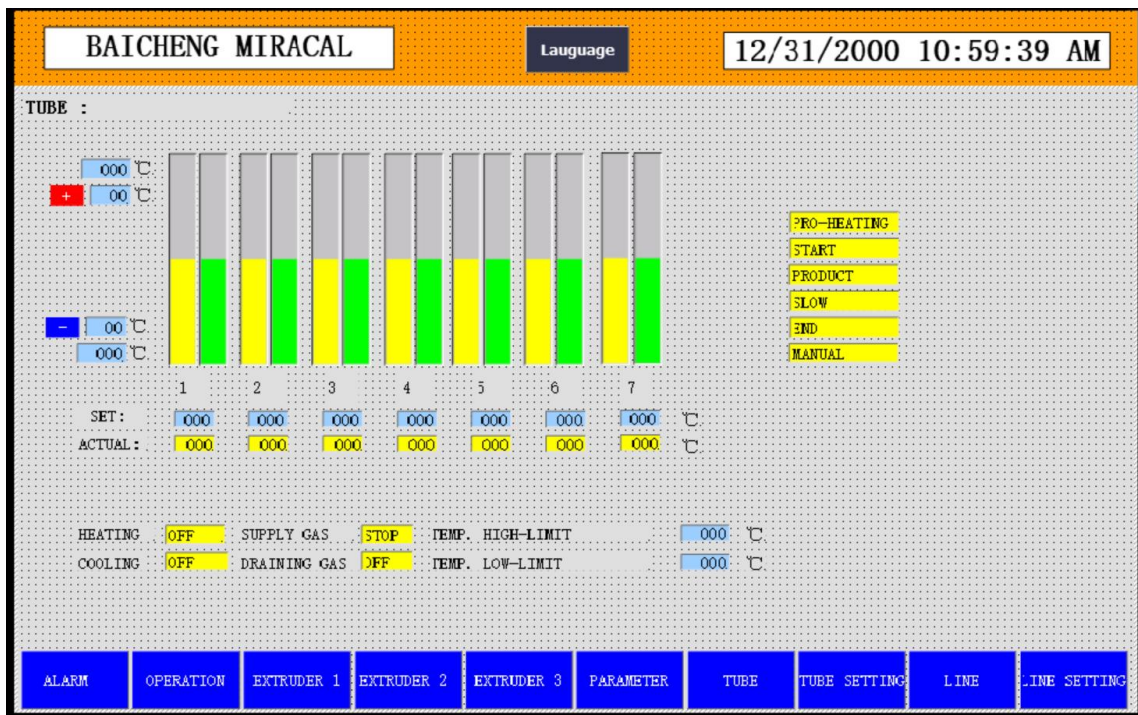 BAICHENG MIRACAL
Lauguage
12/31/2000 10:59:39 AM
TUBE :
000 ℃
+ 00 ℃
- 00 ℃
000 ℃
PRO-HEATING
START
PRODUCT
SLOW
END
MANUAL
1 2 3 4 5 6 7
SET: 000 000 000 000 000 000 000 ℃
ACTUAL: 000 000 000 000 000 000 000 ℃
HEATING OFF SUPPLY GAS STOP TEMP. HIGH-LIMIT 000 ℃
COOLING OFF DRAINING GAS OFF TEMP. LOW-LIMIT 000 ℃
ALARM OPERATION EXTRUDER 1 EXTRUDER 2 EXTRUDER 3 PARAMETER TUBE TUBE SETTING LINE LINE SETTING